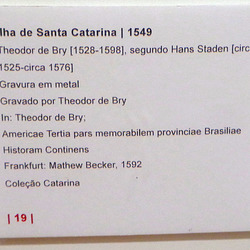 lha de Santa Catarina | 1549
Theodor de Bry [1528-1598], segundo Hans Staden [circ
1525-circa 1576]
Gravura em metal
Gravado por Theodor de Bry
In: Theodor de Bry;
Americae Tertia pars memorabilem provinciae Brasiliae
Historam Continens
Frankfurt: Mathew Becker, 1592
Coleção Catarina
| 19 |